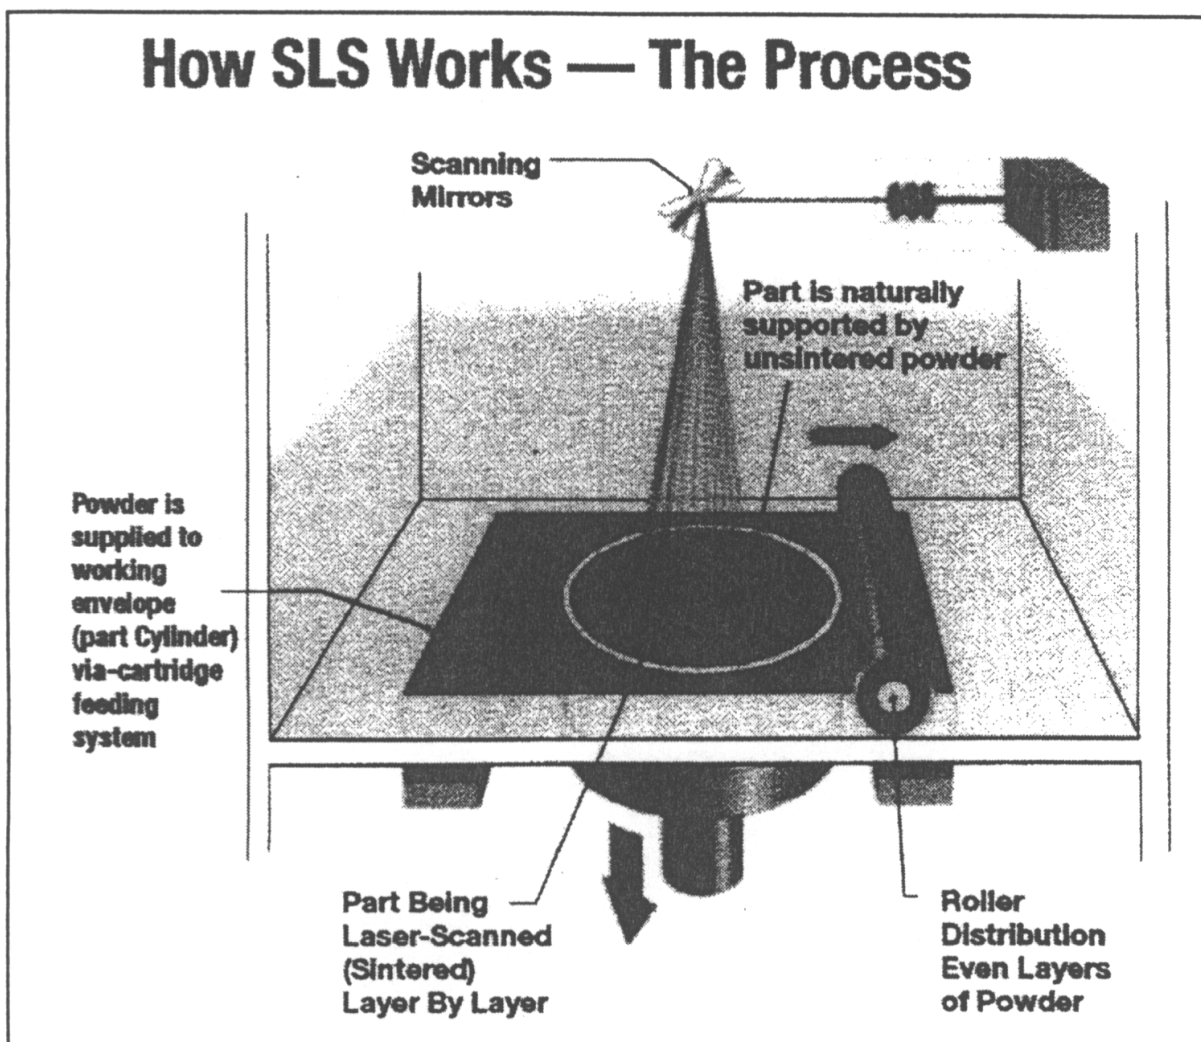 How SLS Works — The Process
Scanning
Mirrors
Part is naturally
supported by
unsintered powder
Powder is
supplied to
working
envelope
(part Cylinder)
via-cartridge
feeding
system
Part Being
Laser-Scanned
(Sintered)
Layer By Layer
Roller
Distribution
Even Layers
of Powder